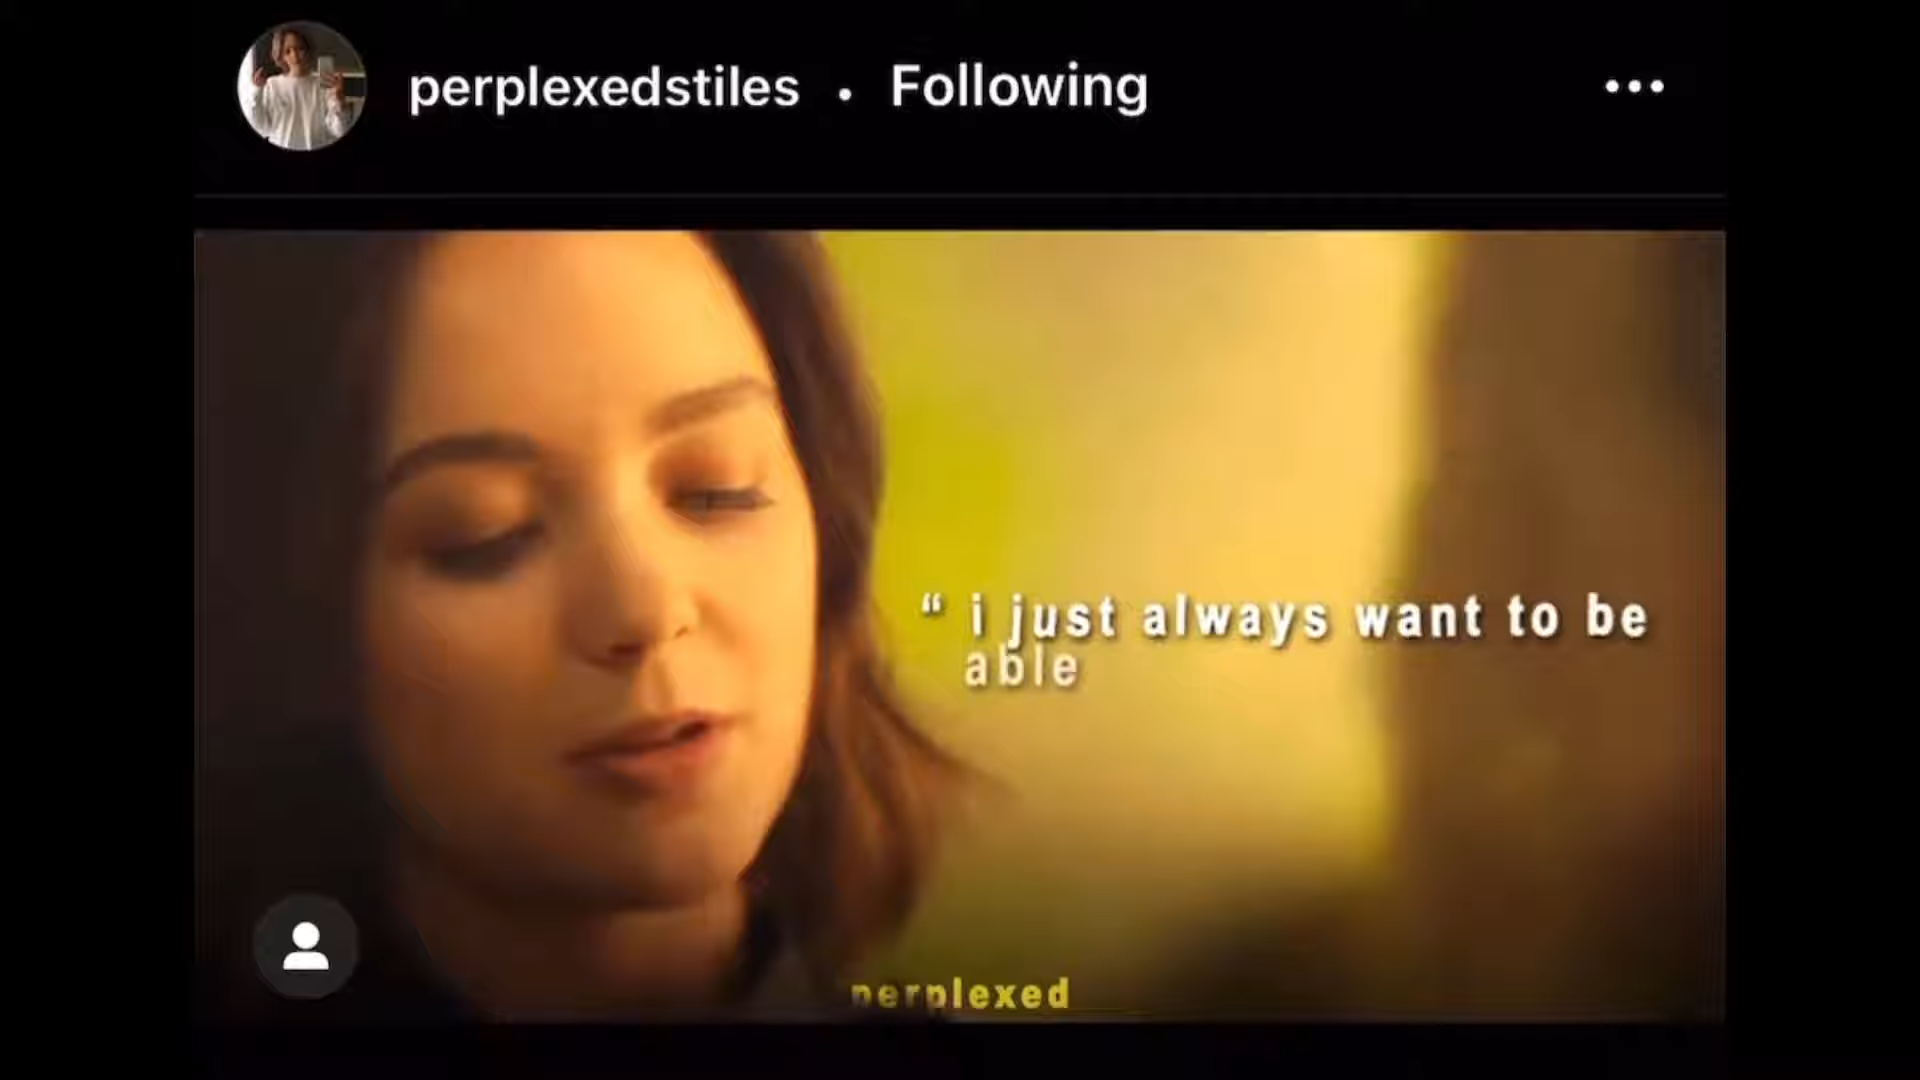 perplexedstiles • Following
“ i just always want to be
able
perplexed